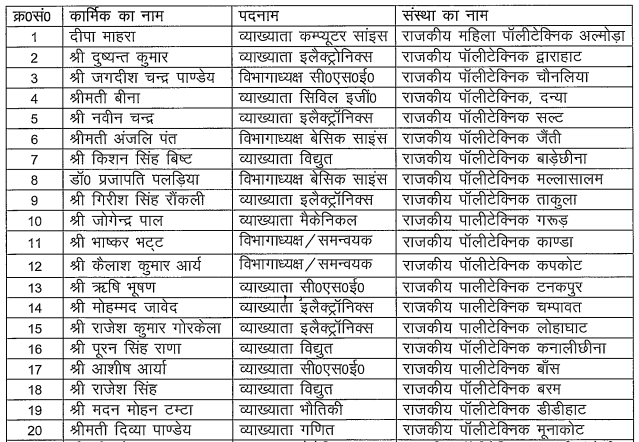 क्र0सं0 कार्मिक का नाम पदनाम संस्था का नाम
1 दीपा माहरा व्याख्याता कम्प्यूटर सांइस राजकीय महिला पॉलीटेक्निक अल्मोड़ा
2 श्री दुष्यन्त कुमार व्याख्याता इलैक्ट्रोनिक्स राजकीय पॉलीटेक्निक द्वाराहाट
3 श्री जगदीश चन्द्र पाण्डेय विभागाध्यक्ष सी0एस0ई0 राजकीय पॉलीटेक्निक चौनलिया
4 श्रीमती बीना व्याख्याता सिविल इजीं0 राजकीय पॉलीटेक्निक, दन्या
5 श्री नवीन चन्द्र व्याख्याता इलैक्ट्रॉनिक्स राजकीय पॉलीटेक्निक सल्ट
6 श्रीमती अंजलि पंत विभागाध्यक्ष बेसिक साइंस राजकीय पॉलीटेक्निक जैंती
7 श्री किशन सिंह बिष्ट व्याख्याता विद्युत राजकीय पॉलीटेक्निक बाड़ेछीना
8 डॉ0 प्रजापति पलड़िया विभागाध्यक्ष बेसिक साइंस राजकीय पॉलीटेक्निक मल्लासालम
9 श्री गिरीश सिंह रौंकली व्याख्याता इलैक्ट्रॉनिक्स राजकीय पॉलीटेक्निक ताकुला
10 श्री जोगेन्द्र पाल व्याख्याता मैकेनिकल राजकीय पालीटेक्निक गरूड़
11 श्री भाष्कर भट्ट विभागाध्यक्ष/समन्वयक राजकीय पॉलीटेक्निक काण्डा
12 श्री कैलाश कुमार आर्य विभागाध्यक्ष/समन्वयक राजकीय पॉलीटेक्निक कपकोट
13 श्री ऋषि भूषण व्याख्याता सी0एस0ई0 राजकीय पॉलीटेक्निक टनकपुर
14 श्री मोहम्मद जावेद व्याख्याता इलैक्ट्रॉनिक्स राजकीय पॉलीटेक्निक चम्पावत
15 श्री राजेश कुमार गोरकेला व्याख्याता इलैक्ट्रॉनिक्स राजकीय पालीटेक्निक लोहाघाट
16 श्री पूरन सिंह राणा व्याख्याता विद्युत राजकीय पॉलीटेक्निक कनालीछीना
17 श्री आशीष आर्या व्याख्याता सी0एस0ई0 राजकीय पालीटेक्निक बाँस
18 श्री राजेश सिंह व्याख्याता विद्युत राजकीय पॉलीटेक्निक बरम
19 श्री मदन मोहन टम्टा व्याख्याता भौतिकी राजकीय पॉलीटेक्निक डीडीहाट
20 श्रीमती दिव्या पाण्डेय व्याख्याता गणित राजकीय पॉलीटेक्निक मूनाकोट